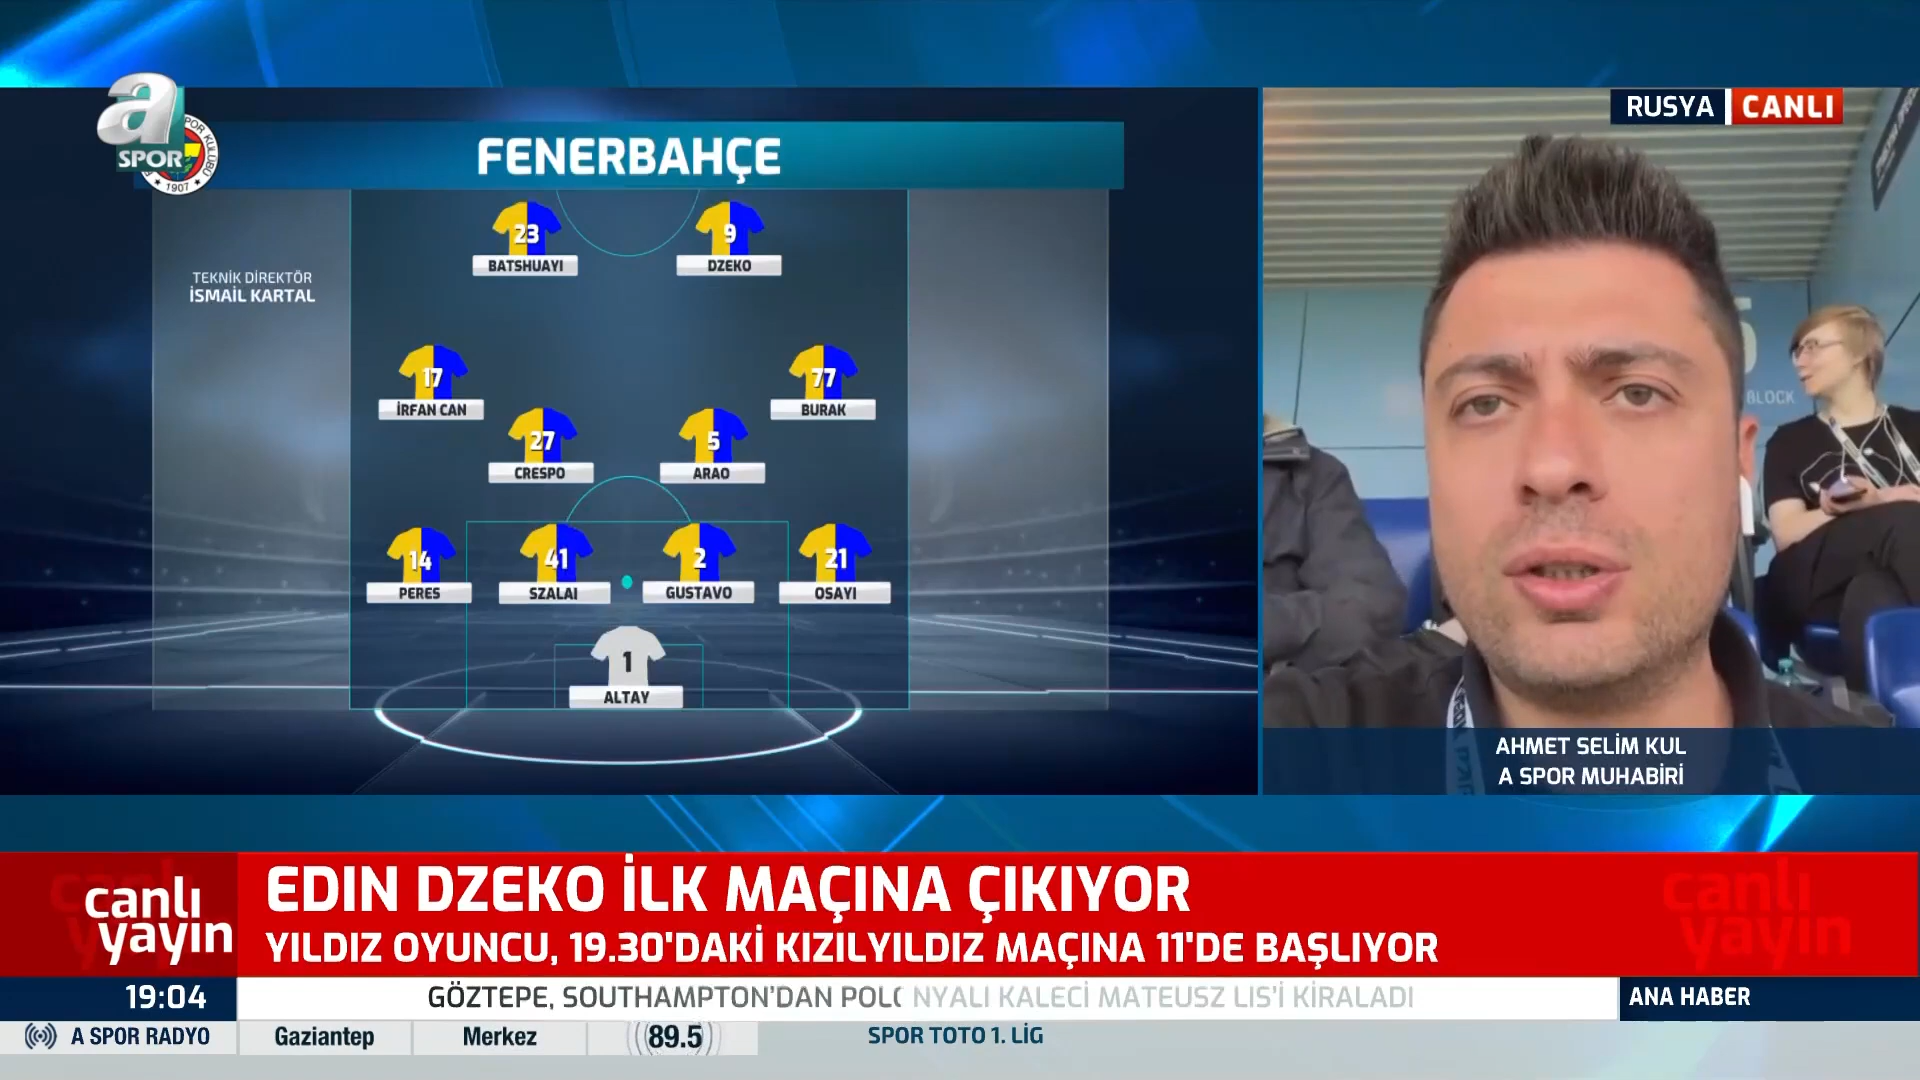 a
SPOR
1907
FENERBAHÇE
RUSYA
CANLI
TEKNİK DİREKTÖR
İSMAİL KARTAL
23
BATSHUAYI
9
DZEKO
17
İRFAN CAN
77
BURAK
27
CRESPO
5
ARAO
14
PERES
41
SZALAI
2
GUSTAVO
21
OSAYI
1
ALTAY
BLOCK
AHMET SELİM KUL
A SPOR MUHABİRİ
canlı
yayın
EDIN DZEKO İLK MAÇINA ÇIKIYOR
YILDIZ OYUNCU, 19.30'DAKİ KIZILYILDIZ MAÇINA 11'DE BAŞLIYOR
canlı
yayın
19:04
GÖZTEPE, SOUTHAMPTON'DAN POLONYALI KALECİ MATEUSZ LIS'İ KİRALADI
ANA HABER
A SPOR RADYO
Gaziantep
Merkez
89.5
SPOR TOTO 1. LİG